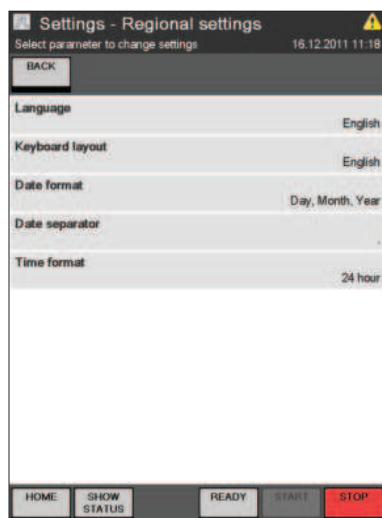 Settings - Regional settings
Select parameter to change settings 16.12.2011 11:18
BACK
Language
English
Keyboard layout
English
Date format
Day, Month, Year
Date separator
.
Time format
24 hour
HOME SHOW STATUS READY START STOP